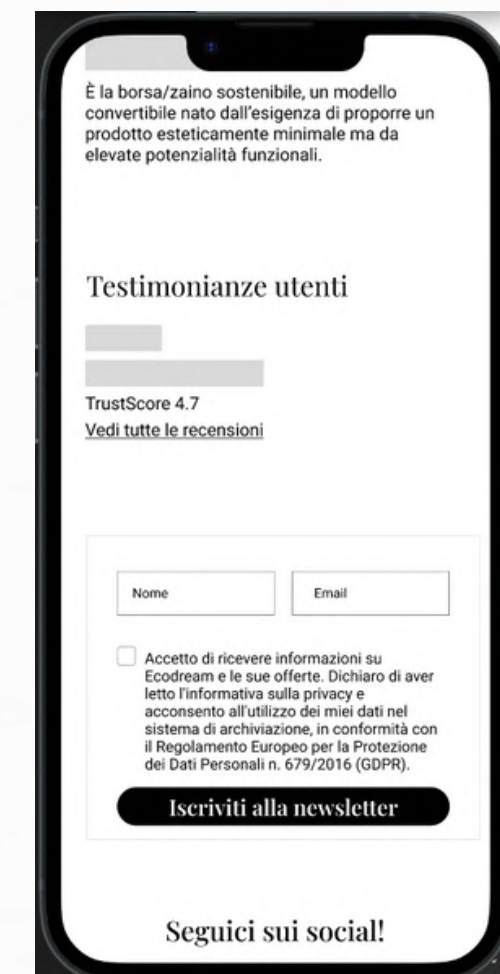 È la borsa/zaino sostenibile, un modello
convertibile nato dall'esigenza di proporre un
prodotto esteticamente minimale ma da
elevate potenzialità funzionali.
Testimonianze utenti
TrustScore 4.7
Vedi tutte le recensioni
Nome
Email
Accetto di ricevere informazioni su
Ecodream e le sue offerte. Dichiaro di aver
letto l'informativa sulla privacy e
acconsento all'utilizzo dei miei dati nel
sistema di archiviazione, in conformità con
il Regolamento Europeo per la Protezione
dei Dati Personali n. 679/2016 (GDPR).
Iscriviti alla newsletter
Seguici sui social!